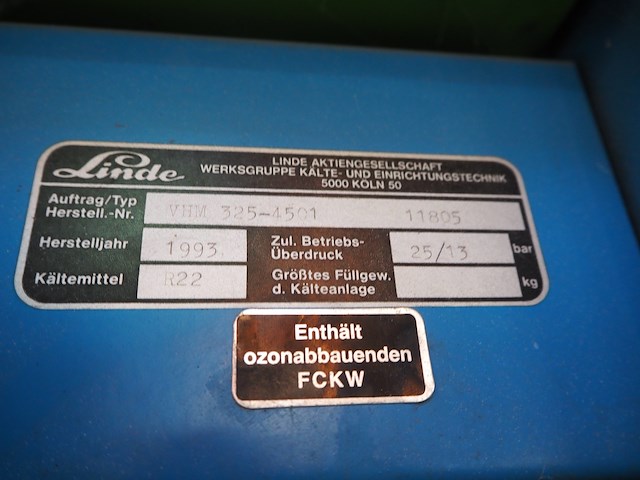 Linde
LINDE AKTIENGESELLSCHAFT
WERKSGRUPPE KÄLTE- UND EINRICHTUNGSTECHNIK
5000 KÖLN 50
Auftrag/Typ
Herstell.-Nr.
VHM 325-4501 11805
Herstelljahr 1993 Zul. Betriebs-
Überdruck 25/13 bar
Kältemittel R22 Größtes Füllgew.
d. Kälteanlage kg
Enthält
ozonabbauenden
FCKW